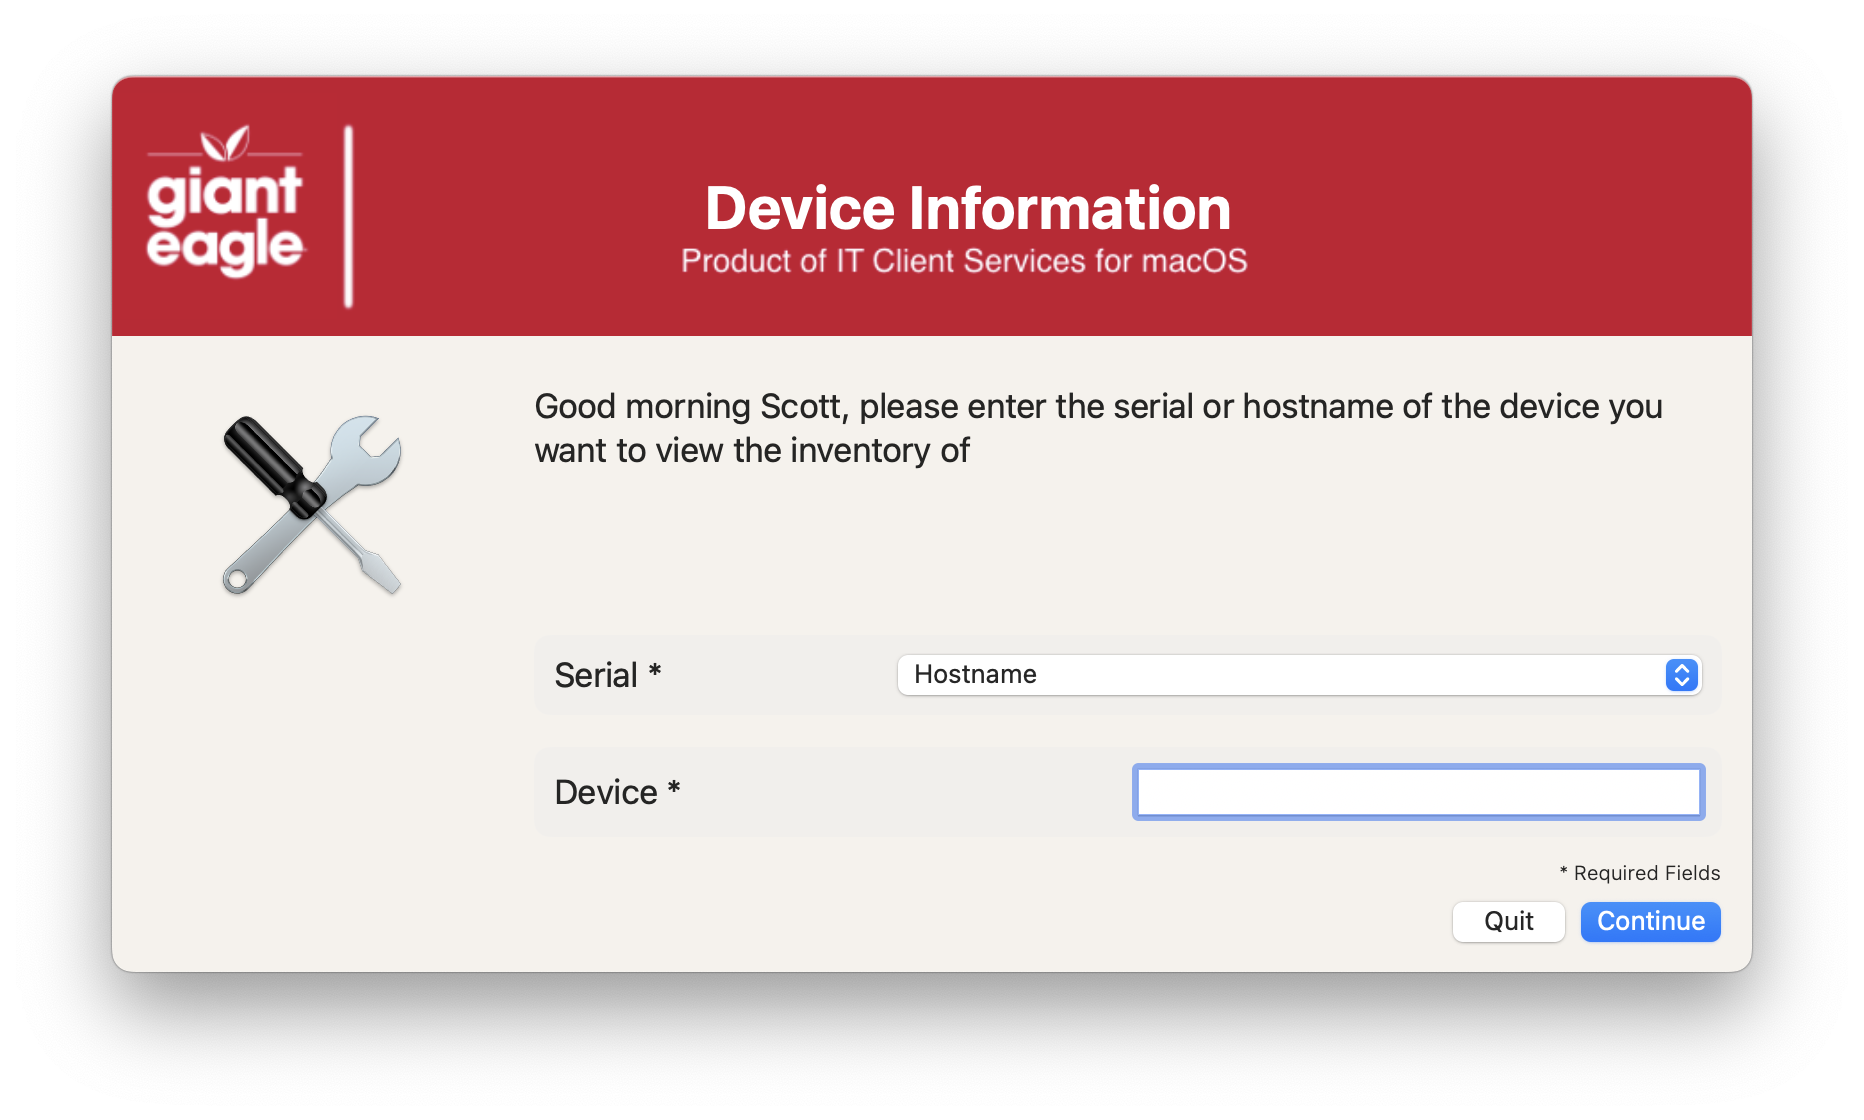 giant
eagle
Device Information
Product of IT Client Services for macOS
Good morning Scott, please enter the serial or hostname of the device you
want to view the inventory of
Serial *
Hostname
Device *
* Required Fields
Quit
Continue